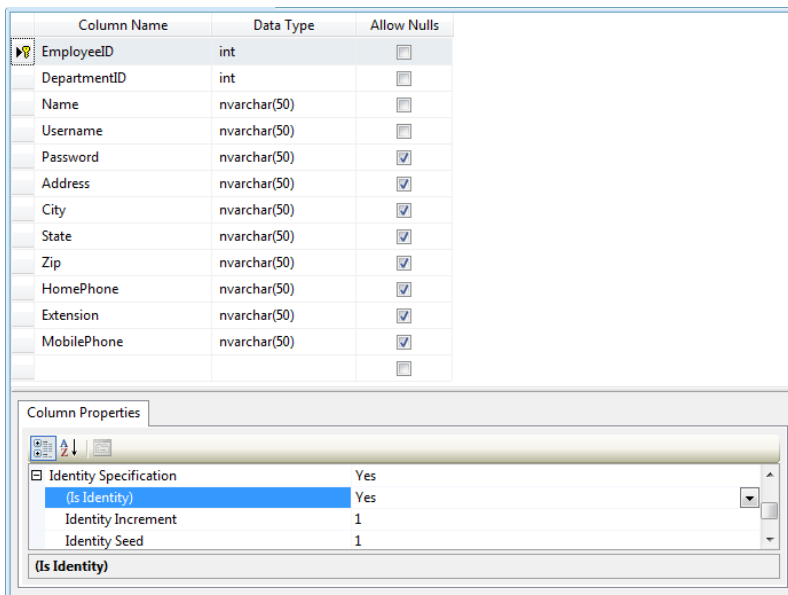 Column Name Data Type Allow Nulls
EmployeeID int
DepartmentID int
Name nvarchar(50)
Username nvarchar(50)
Password nvarchar(50)
Address nvarchar(50)
City nvarchar(50)
State nvarchar(50)
Zip nvarchar(50)
HomePhone nvarchar(50)
Extension nvarchar(50)
MobilePhone nvarchar(50)
Column Properties
Identity Specification Yes
(Is Identity) Yes
Identity Increment 1
Identity Seed 1
(Is Identity)